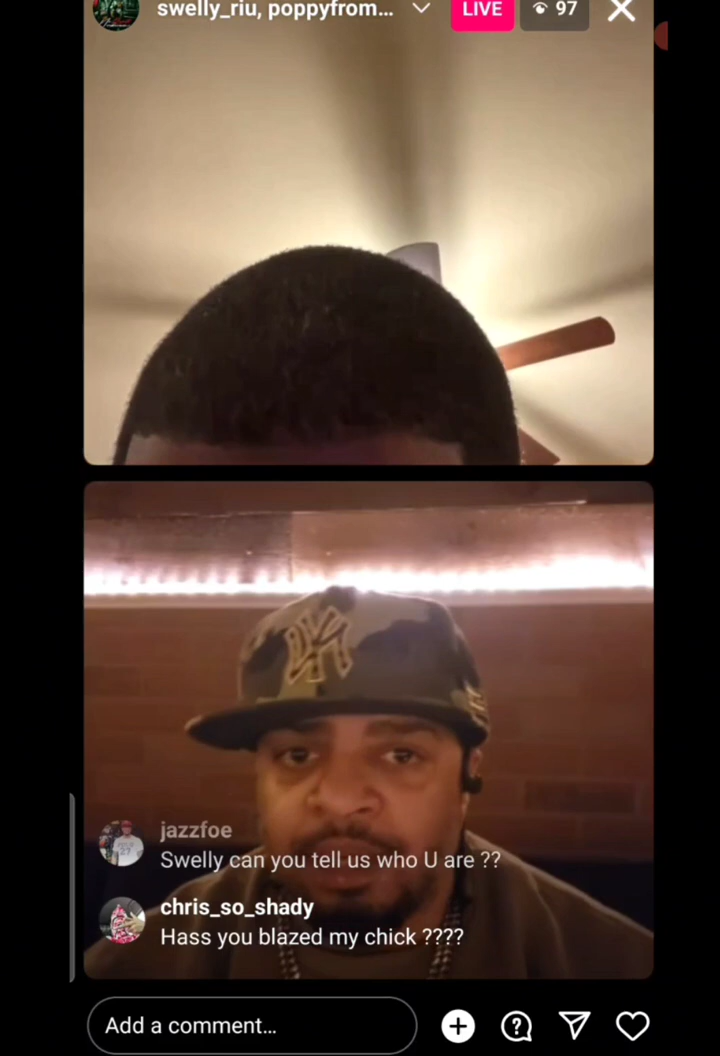 swelly_riu, poppyfrom...
LIVE
97
NY
jazzfoe
Swelly can you tell us who U are ??
chris_so_shady
Hass you blazed my chick ????
Add a comment...